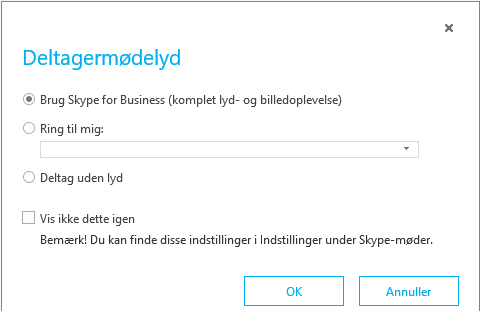 Deltagermødelyd
Brug Skype for Business (komplet lyd- og billedoplevelse)
Ring til mig:
Deltag uden lyd
Vis ikke dette igen
Bemærk! Du kan finde disse indstillinger i Indstillinger under Skype-møder.
OK Annuller